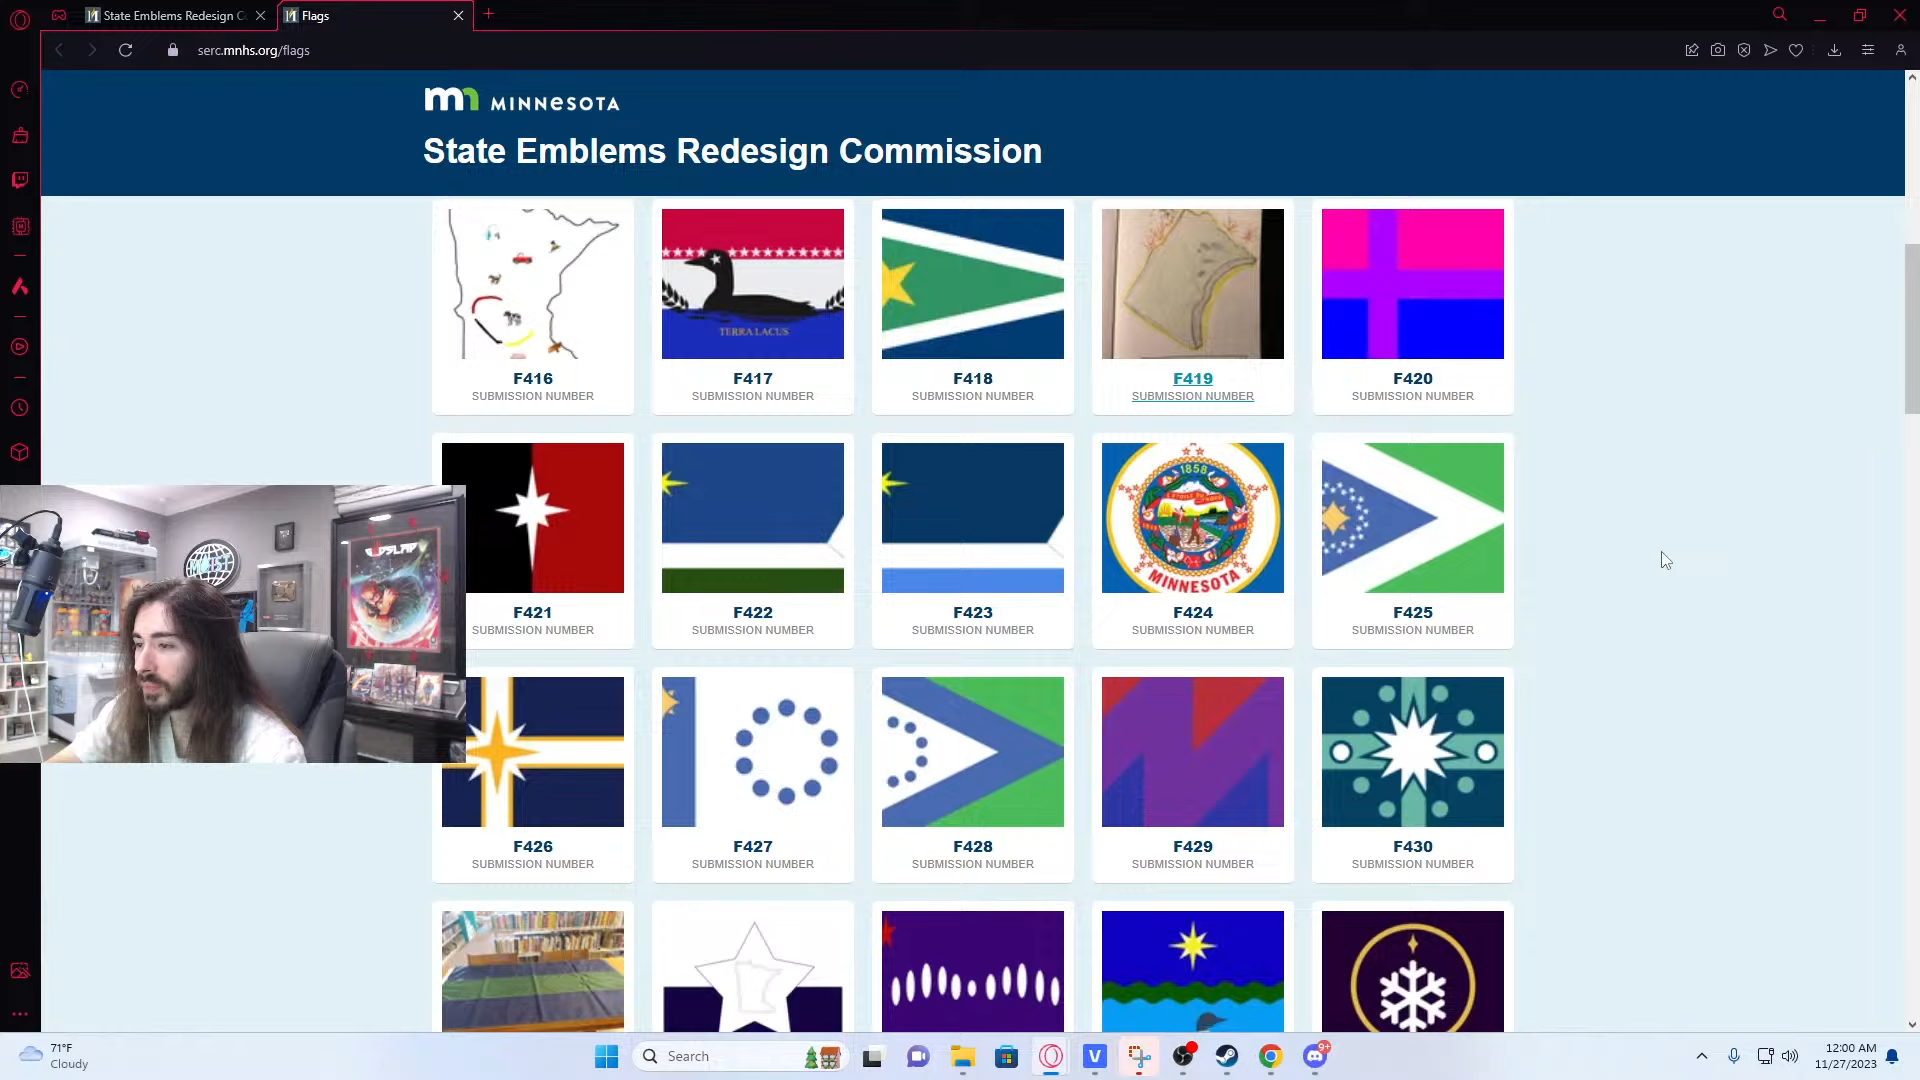 State Emblems Redesign C
Flags
serc.mnhs.org/flags
mn MINNESOTA
State Emblems Redesign Commission
TERRA LACUS
F416
SUBMISSION NUMBER
F417
SUBMISSION NUMBER
F418
SUBMISSION NUMBER
F419
SUBMISSION NUMBER
F420
SUBMISSION NUMBER
1858
MINNESOTA
F421
SUBMISSION NUMBER
F422
SUBMISSION NUMBER
F423
SUBMISSION NUMBER
F424
SUBMISSION NUMBER
F425
SUBMISSION NUMBER
MOIST
F426
SUBMISSION NUMBER
F427
SUBMISSION NUMBER
F428
SUBMISSION NUMBER
F429
SUBMISSION NUMBER
F430
SUBMISSION NUMBER
71°F
Cloudy
Search
V
9+
12:00 AM
11/27/2023